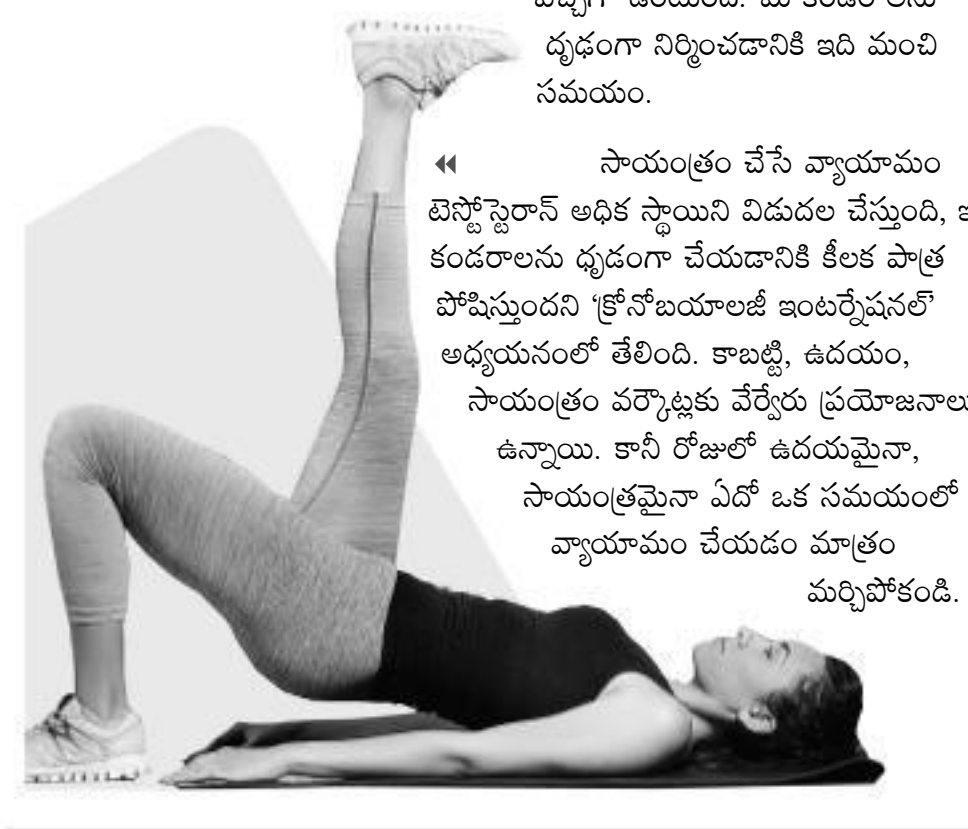 దృఢంగా నిర్మించడానికి ఇది మంచి
సమయం.
సాయంత్రం చేసే వ్యాయామం
టెస్టోస్టెరాన్ అధిక స్థాయిని విడుదల చేస్తుంది,
కండరాలను ధృడంగా చేయడానికి కీలక పాత్ర
పోషిస్తుందని ‘క్రోనోబయాలజీ ఇంటర్నేషనల్’
అధ్యయనంలో తేలింది. కాబట్టి, ఉదయం,
సాయంత్రం వర్కౌట్లకు వేర్వేరు ప్రయోజనాలు
ఉన్నాయి. కానీ రోజులో ఉదయమైనా,
సాయంత్రమైనా ఏదో ఒక సమయంలో
వ్యాయామం చేయడం మాత్రం
మర్చిపోకండి.